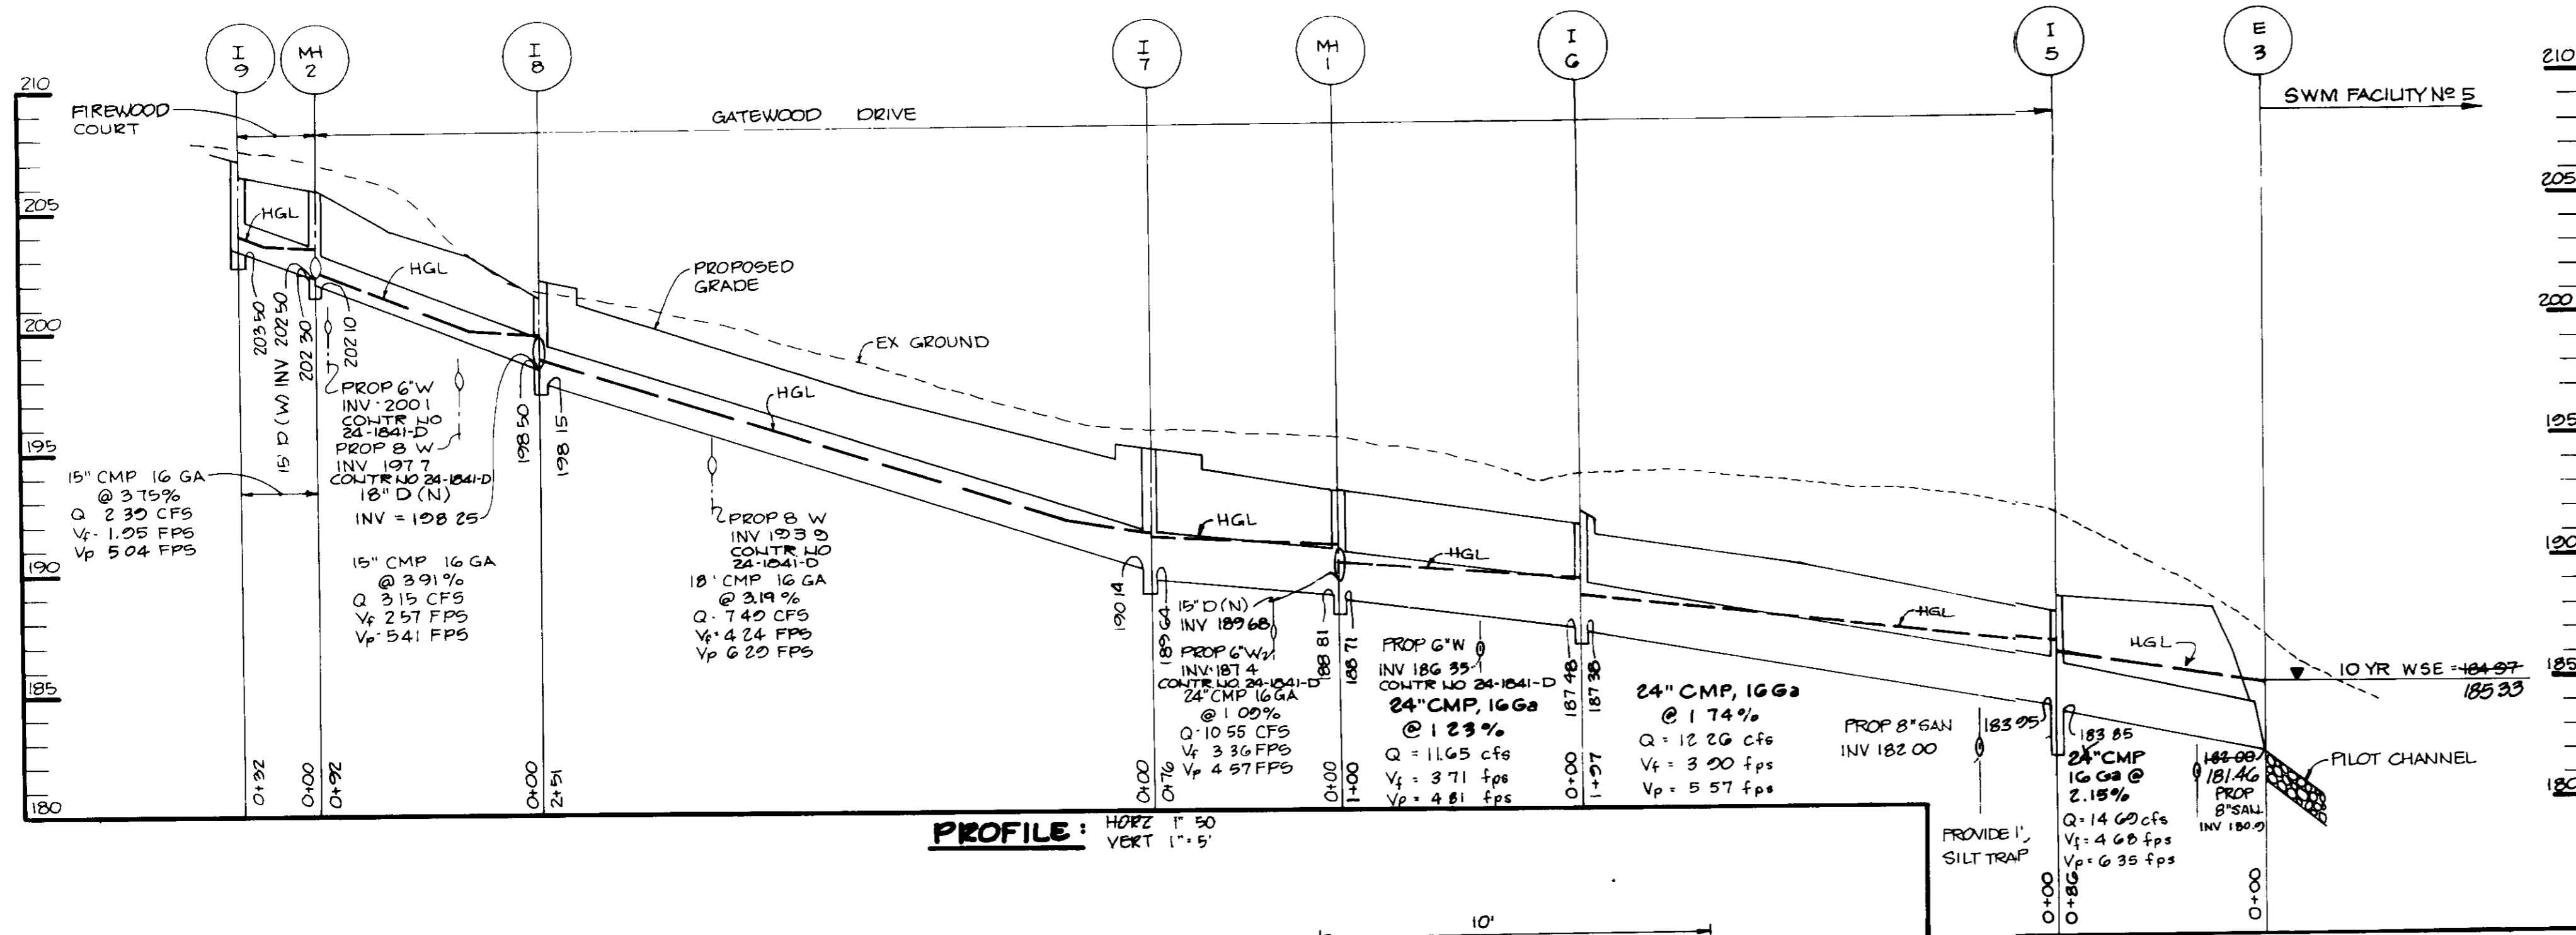 I
9
MH
2
I
8
I
7
MH
1
I
6
I
5
E
3
210
210
FIREWOOD
COURT
GATEWOOD DRIVE
SWM FACILITY Nº 5
205
205
HGL
HGL
PROPOSED
GRADE
200
200
EX GROUND
203 50
15" D (W) INV 202 50
202 30
202 10
PROP 6"W
INV 200 1
CONTR NO
24-1841-D
PROP 8 W
INV 197 7
CONTR NO 24-1841-D
18" D (N)
INV = 198 25
198 50
198 15
HGL
195
195
15" CMP 16 GA
@ 3 75%
Q 2 39 CFS
Vf- 1.95 FPS
Vp 5 04 FPS
15" CMP 16 GA
@ 3 91 %
Q 3 15 CFS
Vf 2 57 FPS
Vp- 5 41 FPS
PROP 8 W
INV 193 9
CONTR. NO
24-1841-D
18" CMP 16 GA
@ 3.19 %
Q- 7 49 CFS
Vf= 4 24 FPS
Vp 6 29 FPS
HGL
HGL
190
190
190 14
189 64
15" D (N)
INV 189 68
PROP 6"W
INV- 187 4
CONTR. NO. 24-1841-D
24" CMP 16 GA
@ 1 09%
Q- 10 55 CFS
Vf 3 36 FPS
Vp 4 57 FPS
188 81
188 71
PROP 6"W
INV 186 35
CONTR NO 24-1841-D
24" CMP, 16 Ga
@ 1 23 %
Q = 11.65 cfs
Vf = 3 71 fps
Vp = 4 81 fps
187 48
187 38
24" CMP, 16 Ga
@ 1 74 %
Q = 12 26 cfs
Vf = 3 90 fps
Vp = 5 57 fps
HGL
HGL
10 YR WSE = 184.97
185 33
185
185
PROP 8" SAN
INV 182 00
183 95
183 85
24" CMP
16 Ga @
2.15%
Q = 14 69 cfs
Vf = 4 68 fps
Vp = 6 35 fps
182.00
181.46
PROP
8" SAN.
INV 180.9
PILOT CHANNEL
PROVIDE 1',
SILT TRAP
180
180
0+32
0+00
0+92
0+00
2+51
0+00
0+76
0+00
1+00
0+00
1+97
0+00
0+86
0+00
PROFILE: HORZ 1" 50
VERT 1"=5'
10'